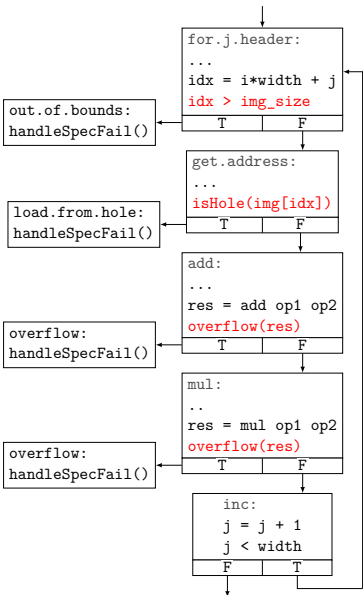 for.j.header:
...
idx = i*width + j
idx > img_size
T F
out.of.bounds:
handleSpecFail()
get.address:
...
isHole(img[idx])
T F
load.from.hole:
handleSpecFail()
add:
...
res = add op1 op2
overflow(res)
T F
overflow:
handleSpecFail()
mul:
..
res = mul op1 op2
overflow(res)
T F
overflow:
handleSpecFail()
inc:
j = j + 1
j < width
F T